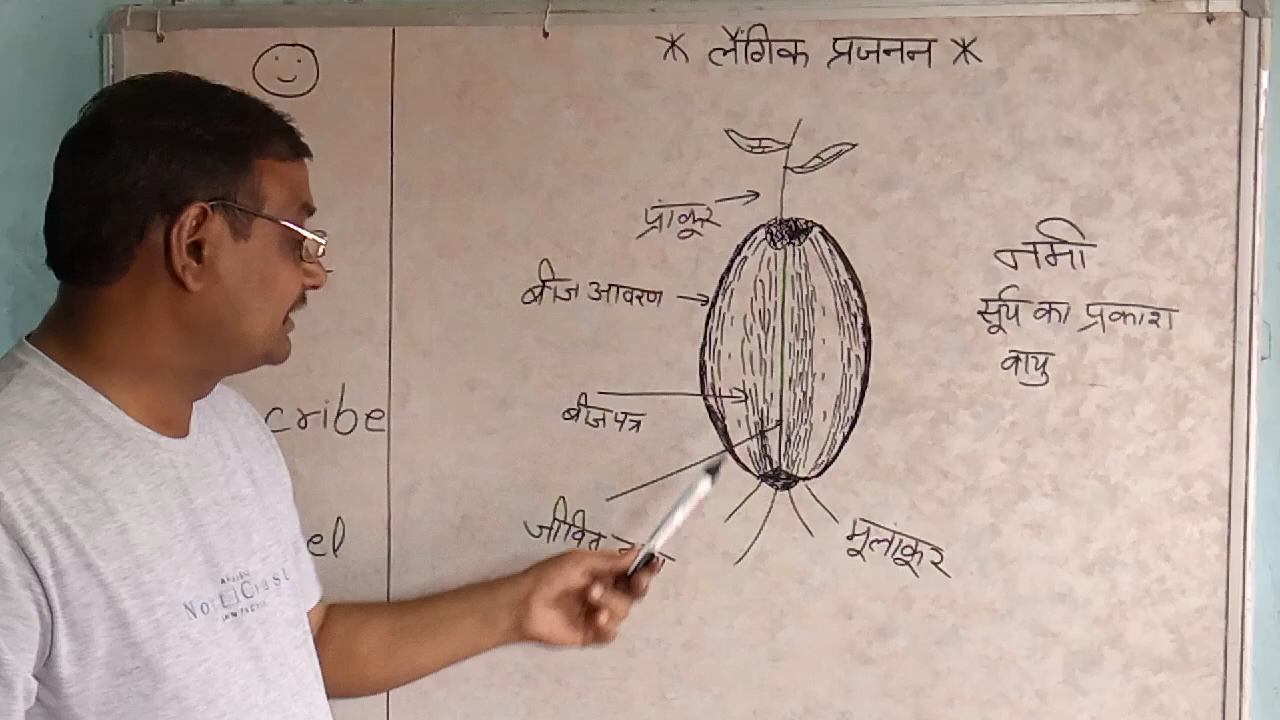 * लैंगिक प्रजनन *
प्रांकूर
बीज आवरण
बीजपत्र
जीवित
मूलांकूर
नमी
सूर्य का प्रकाश
वायु
cribe
el